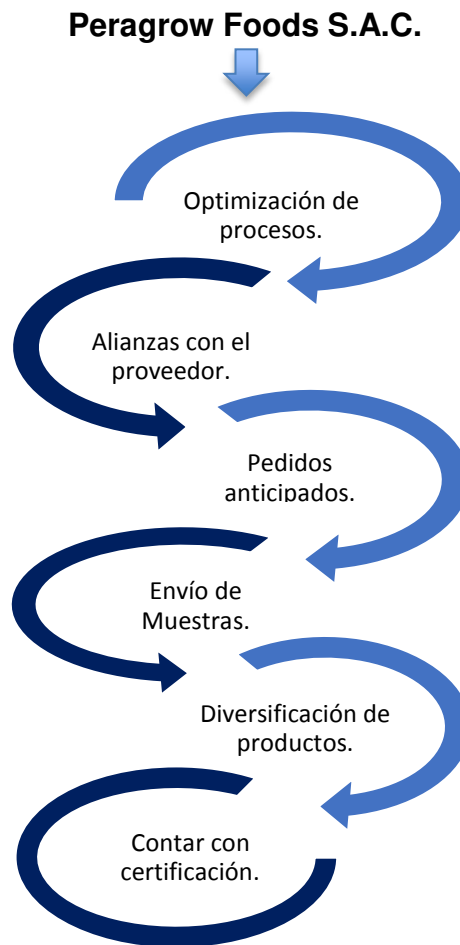 Peragrow Foods S.A.C.
Optimización de
procesos.
Alianzas con el
proveedor.
Pedidos
anticipados.
Envío de
Muestras.
Diversificación de
productos.
Contar con
certificación.